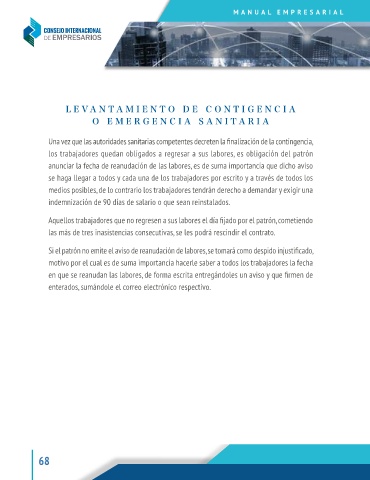 MANUAL EMPRESARIAL
CONSEJO INTERNACIONAL
DE EMPRESARIOS
LEVANTAMIENTO DE CONTIGENCIA
O EMERGENCIA SANITARIA
Una vez que las autoridades sanitarias competentes decreten la finalización de la contingencia,
los trabajadores quedan obligados a regresar a sus labores, es obligación del patrón
anunciar la fecha de reanudación de las labores, es de suma importancia que dicho aviso
se haga llegar a todos y cada una de los trabajadores por escrito y a través de todos los
medios posibles, de lo contrario los trabajadores tendrán derecho a demandar y exigir una
indemnización de 90 días de salario o que sean reinstalados.
Aquellos trabajadores que no regresen a sus labores el día fijado por el patrón, cometiendo
las más de tres inasistencias consecutivas, se les podrá rescindir el contrato.
Si el patrón no emite el aviso de reanudación de labores, se tomará como despido injustificado,
motivo por el cual es de suma importancia hacerle saber a todos los trabajadores la fecha
en que se reanudan las labores, de forma escrita entregándoles un aviso y que firmen de
enterados, sumándole el correo electrónico respectivo.
68